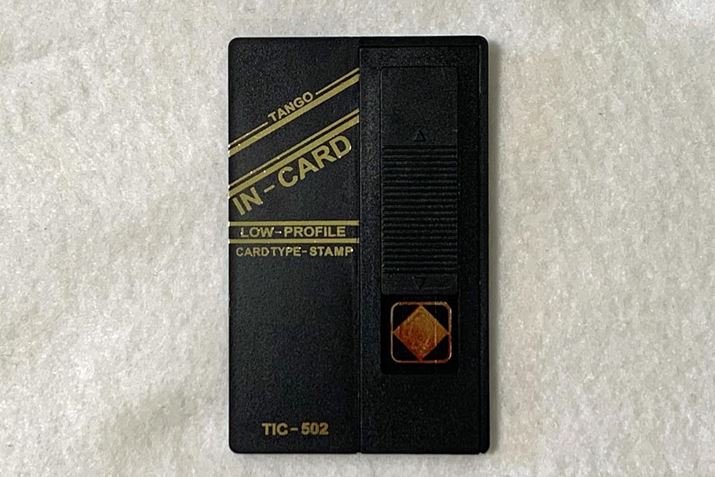 TANGO
IN-CARD
LOW-PROFILE
CARDTYPE-STAMP
TIC-502